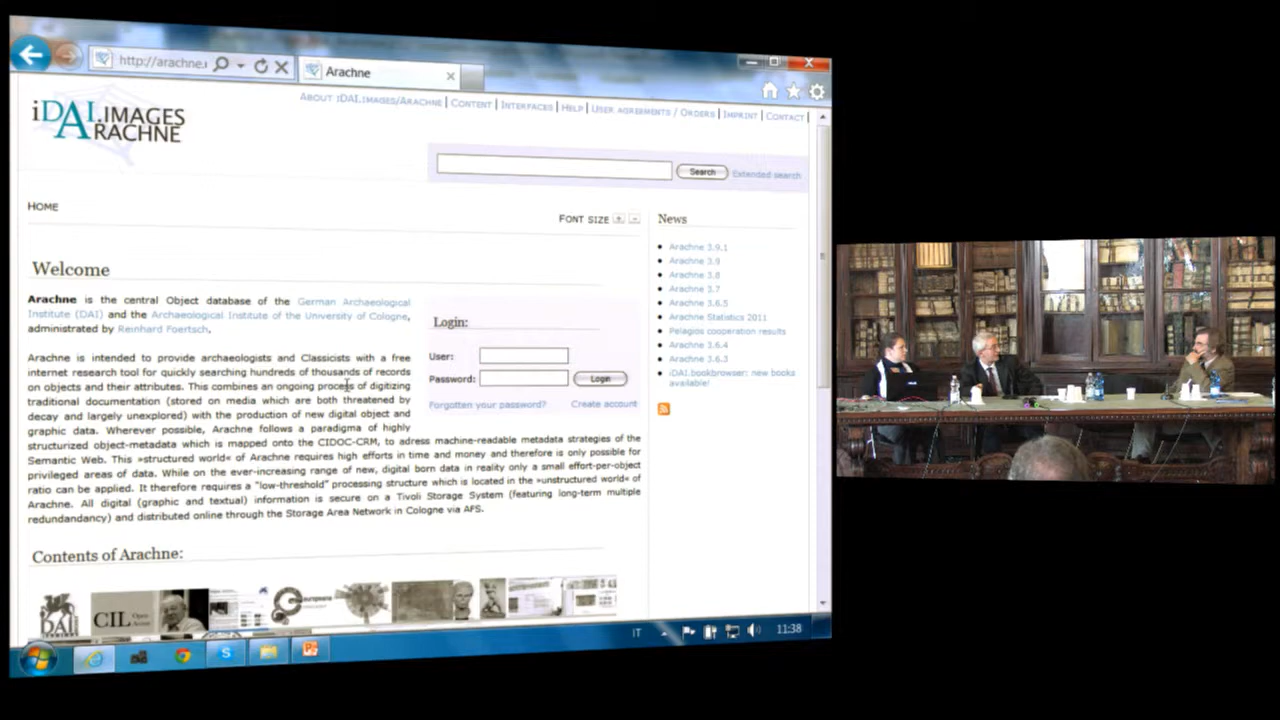 http://arachne.
Arachne
ABOUT iDAI.IMAGES/ARACHNE | CONTENT | INTERFACES | HELP | USER AGREEMENTS / ORDERS | IMPRINT | CONTACT |
iDAI.IMAGES
ARACHNE
Search Extended search
HOME
FONT SIZE + -
Welcome
Arachne is the central Object database of the German Archaeological
Institute (DAI) and the Archaeological Institute of the University of Cologne,
administrated by Reinhard Foertsch.
Arachne is intended to provide archaeologists and Classicists with a free
internet research tool for quickly searching hundreds of thousands of records
on objects and their attributes. This combines an ongoing process of digitizing
traditional documentation (stored on media which are both threatened by
decay and largely unexplored) with the production of new digital object and
graphic data. Wherever possible, Arachne follows a paradigm of highly
structurized object-metadata which is mapped onto the CIDOC-CRM, to adress machine-readable metadata strategies of the
Semantic Web. This »structured world« of Arachne requires high efforts in time and money and therefore is only possible for
privileged areas of data. While on the ever-increasing range of new, digital born data in reality only a small effort-per-object
ratio can be applied. It therefore requires a "low-threshold" processing structure which is located in the »unstructured world« of
Arachne. All digital (graphic and textual) information is secure on a Tivoli Storage System (featuring long-term multiple
redundandancy) and distributed online through the Storage Area Network in Cologne via AFS.
Login:
User:
Password: Login
Forgotten your password? Create account
News
Arachne 3.9.1
Arachne 3.9
Arachne 3.8
Arachne 3.7
Arachne 3.6.5
Arachne Statistics 2011
Pelagios cooperation results
Arachne 3.6.4
Arachne 3.6.3
iDAI.bookbrowser: new books
available!
Contents of Arachne:
DAI
CIL Open
europeana
IT
11:38